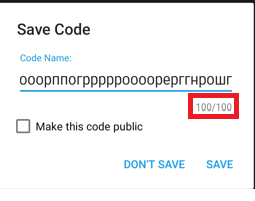 Save Code
Code Name:
ооорппогррррроооорерггнрошг
100/100
Make this code public
DON'T SAVE
SAVE